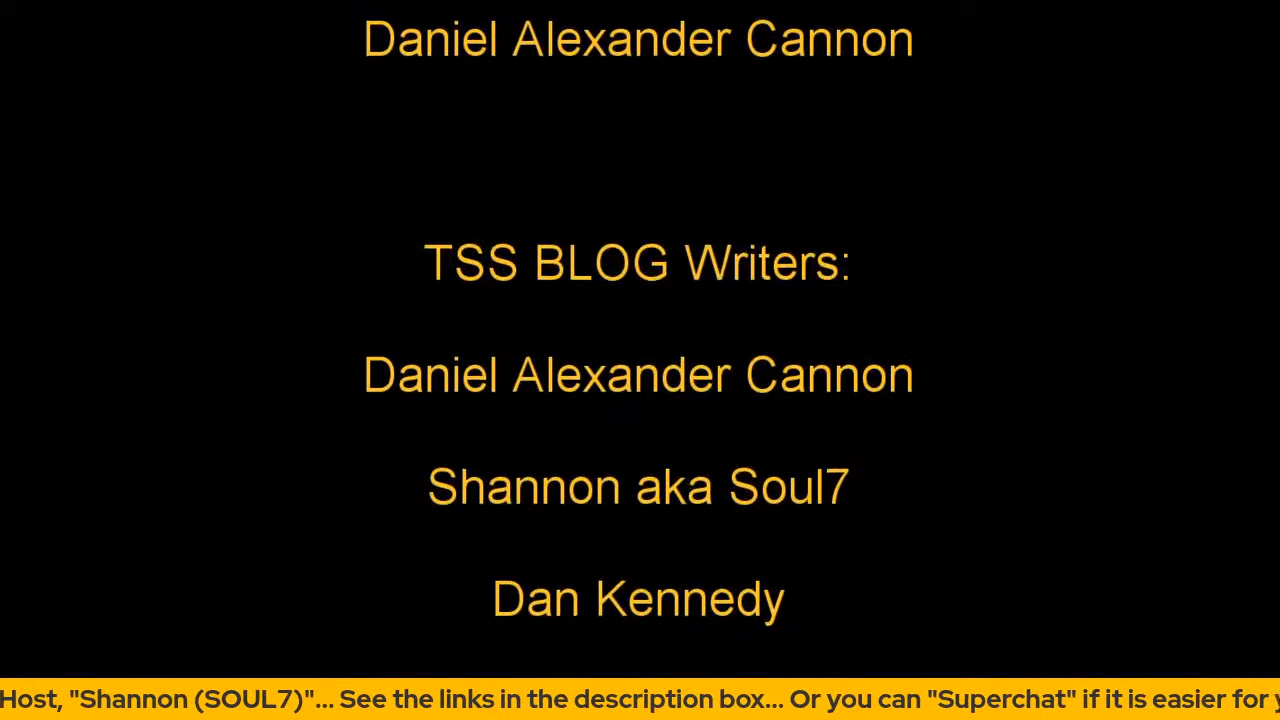 Daniel Alexander Cannon
TSS BLOG Writers:
Daniel Alexander Cannon
Shannon aka Soul7
Dan Kennedy
Host, "Shannon (SOUL7)"... See the links in the description box... Or you can "Superchat" if it is easier for